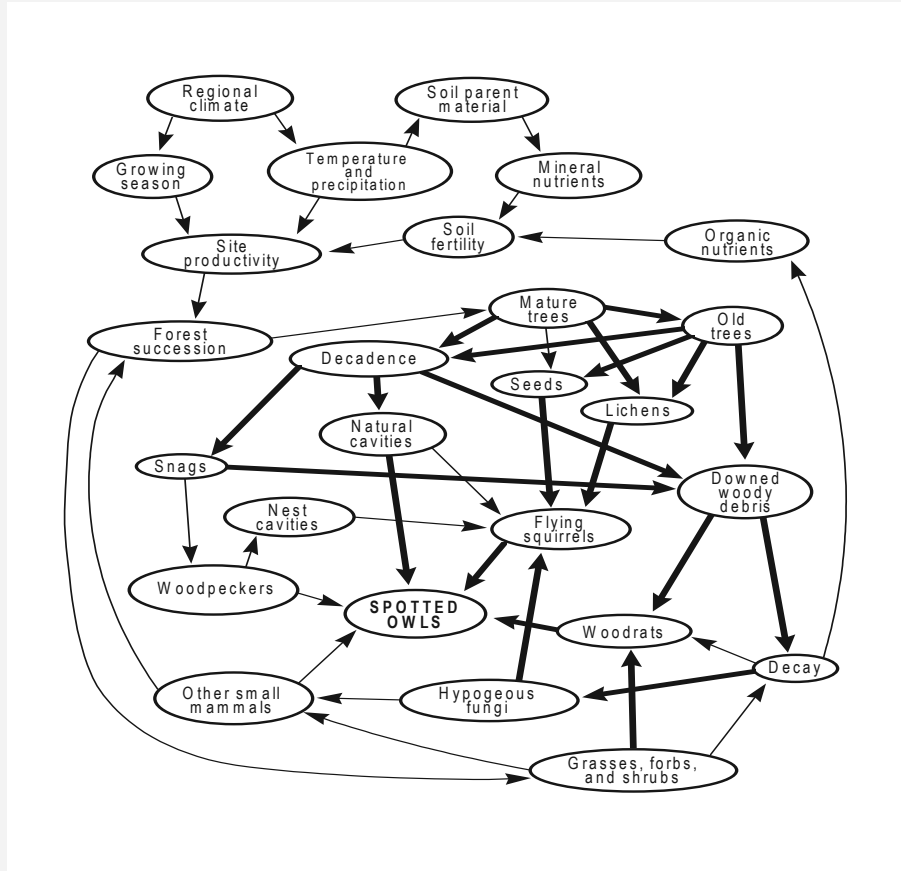 Regional
climate
Soil parent
material
Temperature
and
precipitation
Growing
season
Mineral
nutrients
Soil
fertility
Organic
nutrients
Site
productivity
Mature
trees
Old
trees
Forest
succession
Decadence
Seeds
Lichens
Natural
cavities
Snags
Downed
woody
debris
Nest
cavities
Flying
squirrels
Woodpeckers
SPOTTED
OWLS
Woodrats
Decay
Other small
mammals
Hypogeous
fungi
Grasses, forbs,
and shrubs